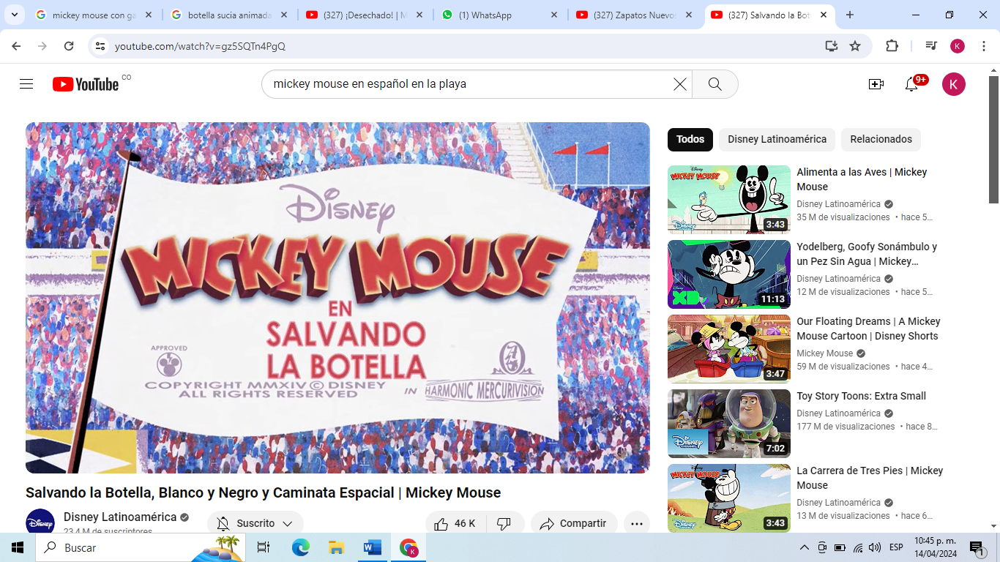 mickey mouse con ga
botella sucia animada
(327) ¡Desechado! | M
(1) WhatsApp
(327) Zapatos Nuevo
(327) Salvando la Bot
youtube.com/watch?v=gz5SQTn4PgQ
K
YouTube CO
mickey mouse en español en la playa
9+
K
Disney
MICKEY MOUSE
EN
SALVANDO
LA BOTELLA
APPROVED
COPYRIGHT MMXIV © DISNEY
ALL RIGHTS RESERVED
IN HARMONIC MERCURIVISION
Salvando la Botella, Blanco y Negro y Caminata Espacial | Mickey Mouse
Disney
Disney Latinoamérica
23.4 M de suscriptores
Suscrito
46 K
Compartir
Todos
Disney Latinoamérica
Relacionados
Disney
MICKEY MOUSE
Disney
3:43
Alimenta a las Aves | Mickey
Mouse
Disney Latinoamérica
35 M de visualizaciones • hace 5...
Disney
XD
11:13
Yodelberg, Goofy Sonámbulo y
un Pez Sin Agua | Mickey...
Disney Latinoamérica
12 M de visualizaciones • hace 5...
3:47
Our Floating Dreams | A Mickey
Mouse Cartoon | Disney Shorts
Mickey Mouse
59 M de visualizaciones • hace 4...
Disney
CHANNEL
7:02
Toy Story Toons: Extra Small
Disney Latinoamérica
177 M de visualizaciones • hace 8...
Disney
MICKEY MOUSE
Disney
3:43
La Carrera de Tres Pies | Mickey
Mouse
Disney Latinoamérica
13 M de visualizaciones • hace 6...
Buscar
W
K
ESP
10:45 p. m.
14/04/2024
1